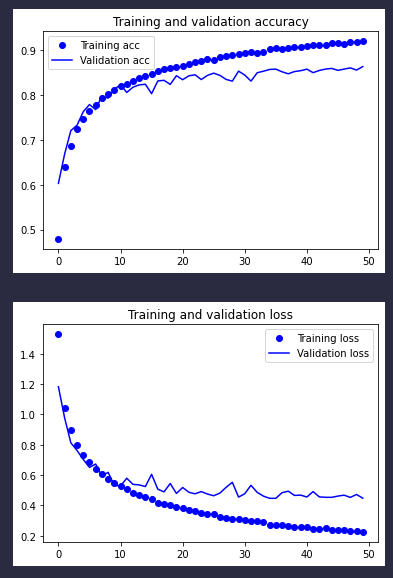 Training and validation accuracy
Training acc
Validation acc
0.9
0.8
0.7
0.6
0.5
0 10 20 30 40 50
Training and validation loss
Training loss
Validation loss
1.4
1.2
1.0
0.8
0.6
0.4
0.2
0 10 20 30 40 50